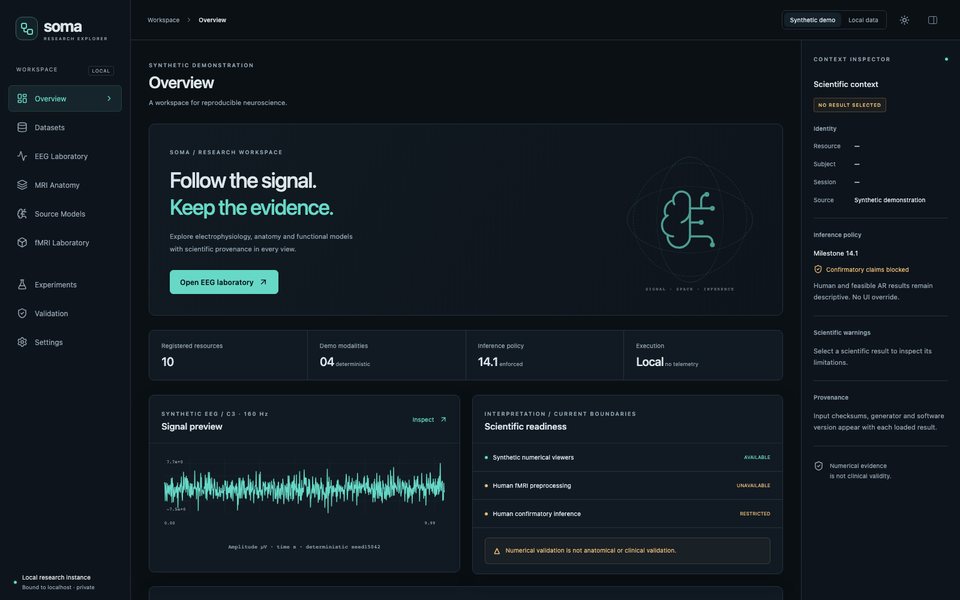 soma
RESEARCH EXPLORER
WORKSPACE
LOCAL
Overview
Datasets
EEG Laboratory
MRI Anatomy
Source Models
fMRI Laboratory
Experiments
Validation
Settings
Local research instance
Bound to localhost · private
Workspace
Overview
Synthetic demo
Local data
SYNTHETIC DEMONSTRATION
Overview
A workspace for reproducible neuroscience.
SOMA / RESEARCH WORKSPACE
Follow the signal.
Keep the evidence.
Explore electrophysiology, anatomy and functional models
with scientific provenance in every view.
Open EEG laboratory
SIGNAL · SPACE · INFERENCE
Registered resources
10
Demo modalities
04 deterministic
Inference policy
14.1 enforced
Execution
Local no telemetry
SYNTHETIC EEG / C3 · 160 Hz
Signal preview
Inspect
0.00
Amplitude µV · time s · deterministic seed15042
INTERPRETATION / CURRENT BOUNDARIES
Scientific readiness
Synthetic numerical viewers
AVAILABLE
Human fMRI preprocessing
UNAVAILABLE
Human confirmatory inference
RESTRICTED
Numerical validation is not anatomical or clinical validation.
CONTEXT INSPECTOR
Scientific context
NO RESULT SELECTED
Identity
Resource —
Subject —
Session —
Source Synthetic demonstration
Inference policy
Milestone 14.1
Confirmatory claims blocked
Human and feasible AR results remain
descriptive. No UI override.
Scientific warnings
Select a scientific result to inspect its
limitations.
Provenance
Input checksums, generator and software
version appear with each loaded result.
Numerical evidence
is not clinical validity.